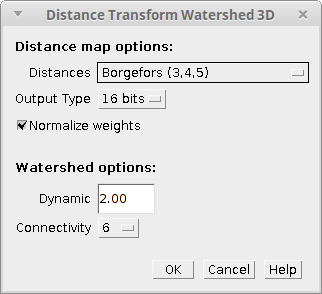 Distance Transform Watershed 3D
Distance map options:
Distances Borgefors (3,4,5)
Output Type 16 bits
Normalize weights
Watershed options:
Dynamic 2.00
Connectivity 6
OK Cancel Help